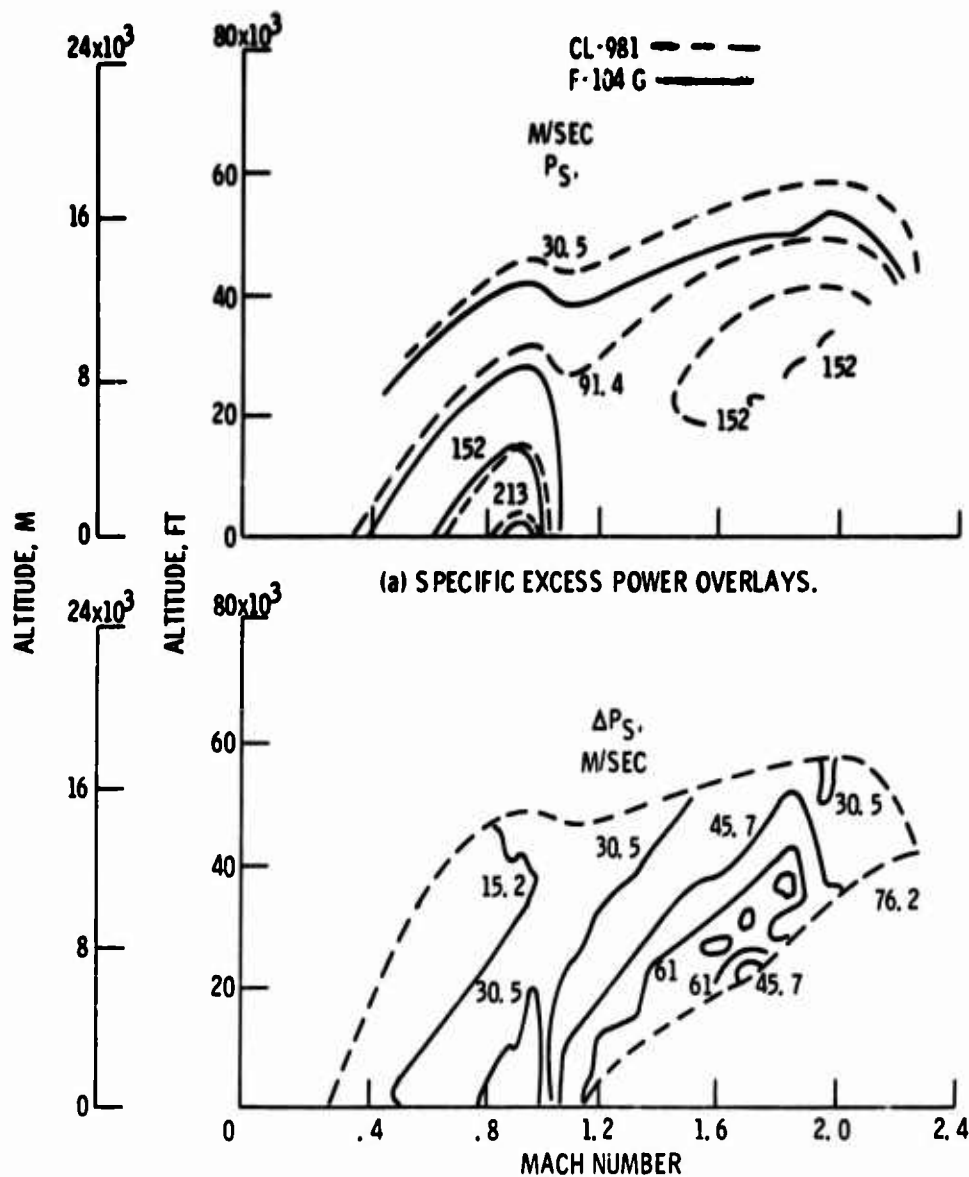 24x10³
80x10³
CL-981
F-104 G
M/SEC
P_S,
60
16
30.5
40
8
91.4
152
20
152
152
213
0
0
(a) SPECIFIC EXCESS POWER OVERLAYS.
ALTITUDE, M
ALTITUDE, FT
24x10³
80x10³
ΔP_S,
M/SEC
60
16
30.5
45.7
30.5
40
15.2
76.2
8
61
61
45.7
20
30.5
0
0
0 .4 .8 1.2 1.6 2.0 2.4
MACH NUMBER